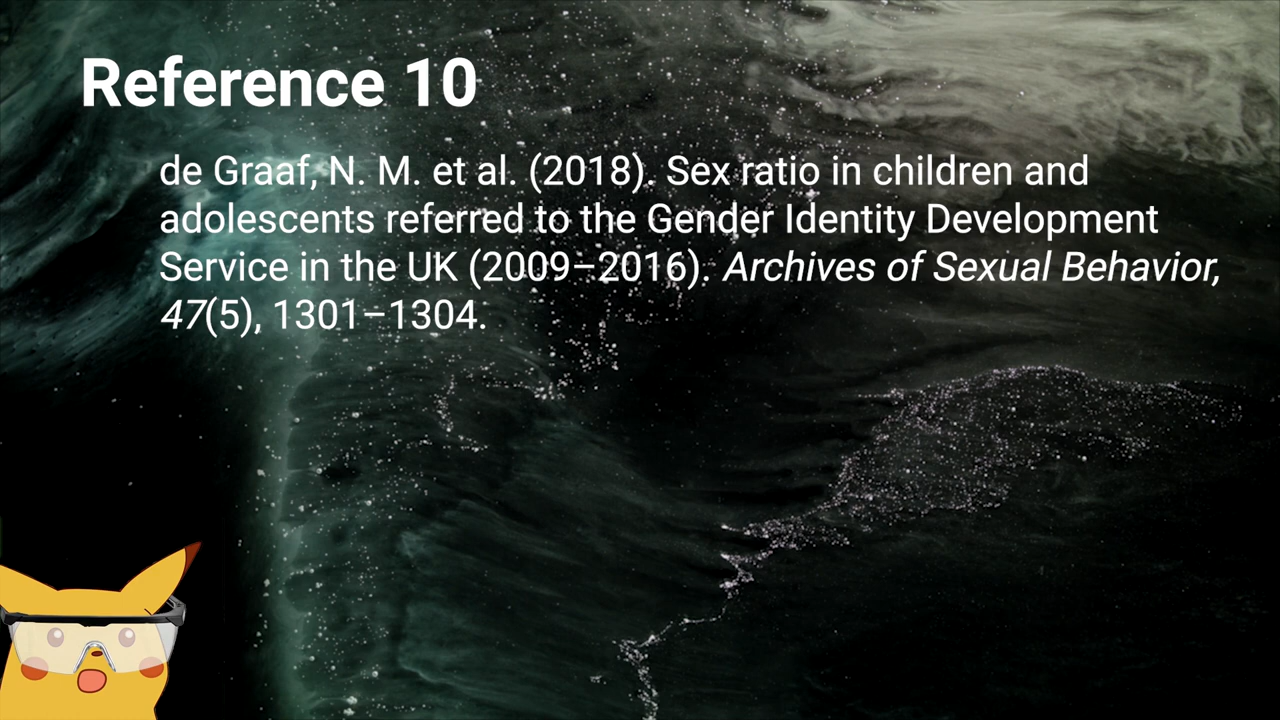 Reference 10
de Graaf, N. M. et al. (2018). Sex ratio in children and
adolescents referred to the Gender Identity Development
Service in the UK (2009–2016). Archives of Sexual Behavior,
47(5), 1301–1304.